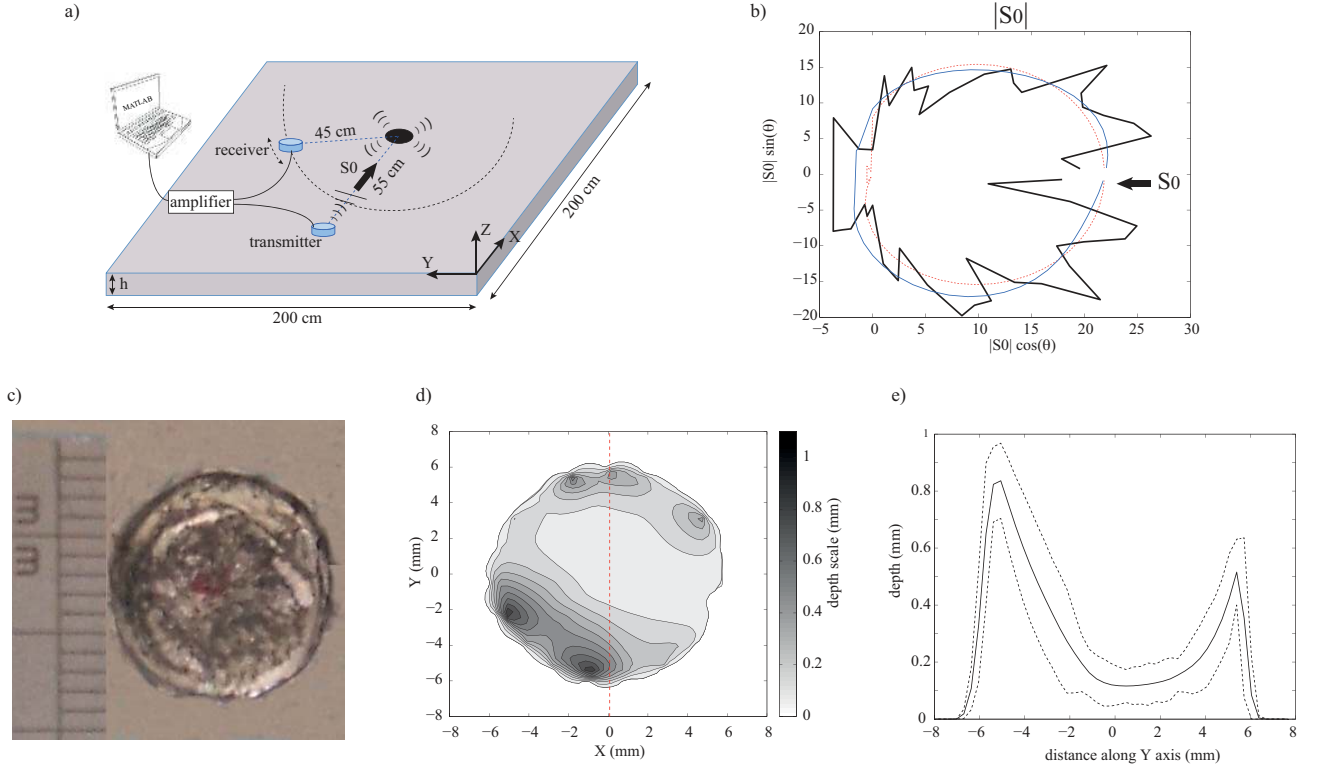 a)
MATLAB
receiver
45 cm
S0
55 cm
amplifier
transmitter
Z
X
Y
h
200 cm
200 cm
b)
|S0|
20
15
10
5
0
−5
−10
−15
−20
|S0| sin(θ)
S0
−5 0 5 10 15 20 25 30
|S0| cos(θ)
c)
d)
8
6
4
2
0
−2
−4
−6
−8
Y (mm)
−8 −6 −4 −2 0 2 4 6 8
X (mm)
1
0.8
0.6
0.4
0.2
0
depth scale (mm)
e)
1
0.8
0.6
0.4
0.2
0
depth (mm)
−8 −6 −4 −2 0 2 4 6 8
distance along Y axis (mm)